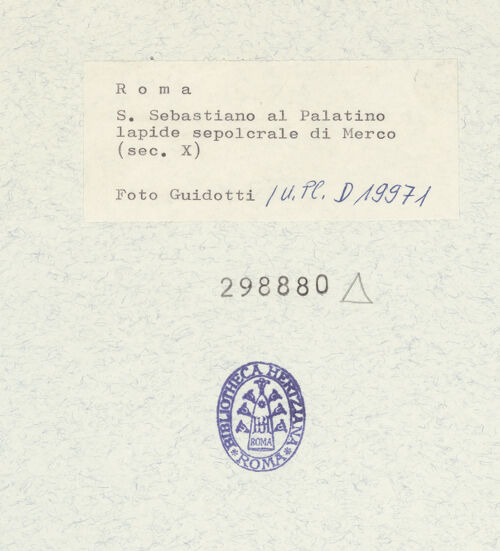 R o m a
S. Sebastiano al Palatino
lapide sepolcrale di Merco
(sec. X)
Foto Guidotti / U. Pl. D 19971
298880
BIBLIOTHECA HERTZIANA
ROMA
* ROMA *